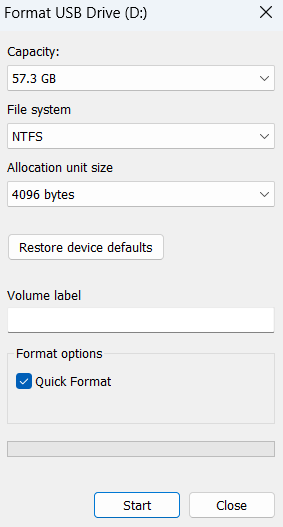 Format USB Drive (D:)
Capacity:
57.3 GB
File system
NTFS
Allocation unit size
4096 bytes
Restore device defaults
Volume label
Format options
Quick Format
Start
Close